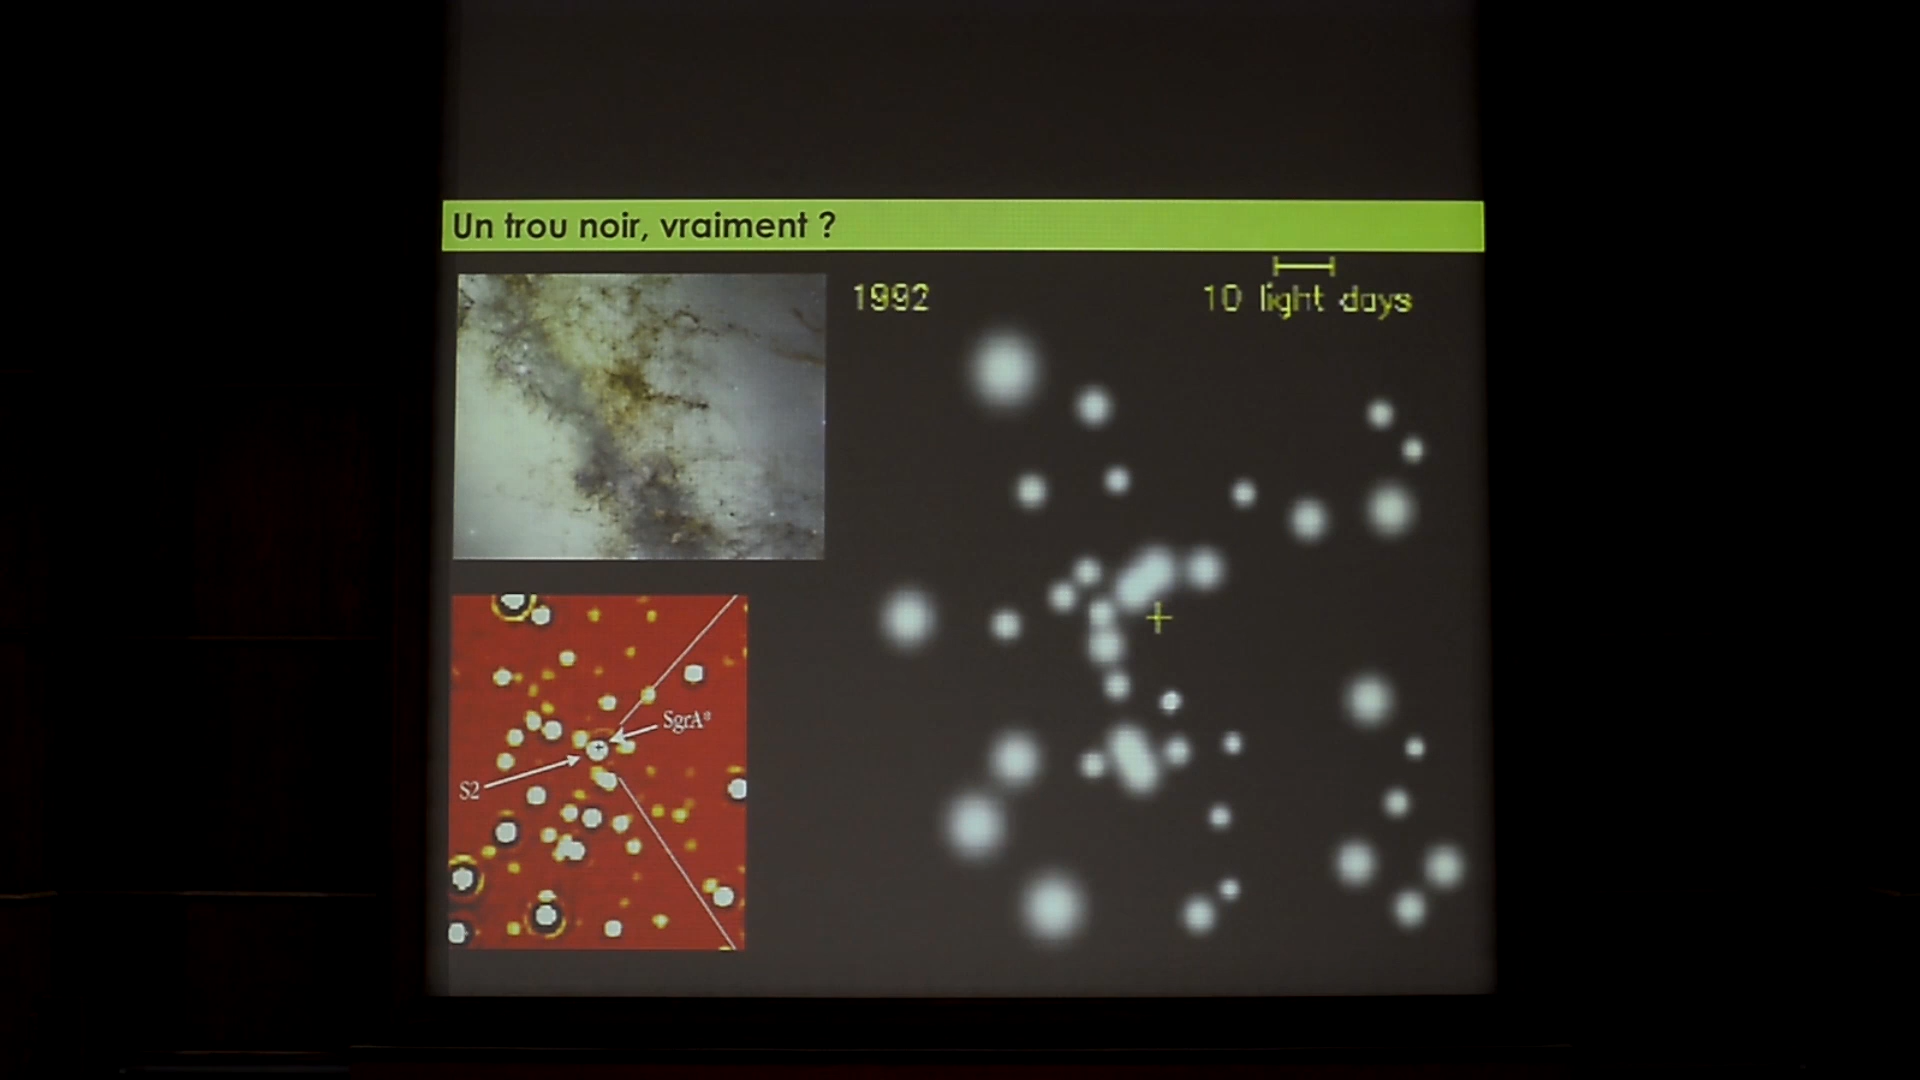 Un trou noir, vraiment ?
1992
10 light days
SgrA*
S2